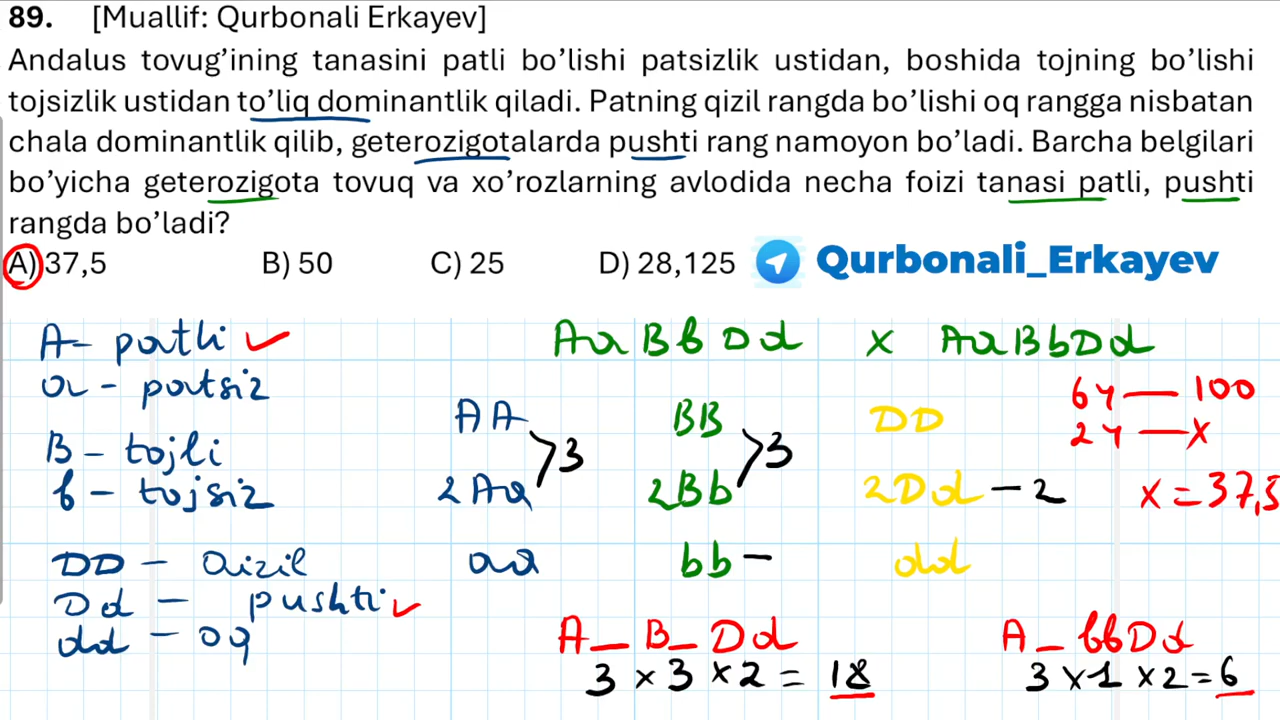 89. [Muallif: Qurbonali Erkayev]
Andalus tovug’ining tanasini patli bo’lishi patsizlik ustidan, boshida tojning bo’lishi
tojsizlik ustidan to’liq dominantlik qiladi. Patning qizil rangda bo’lishi oq rangga nisbatan
chala dominantlik qilib, geterozigotalarda pushti rang namoyon bo’ladi. Barcha belgilari
bo’yicha geterozigota tovuq va xo’rozlarning avlodida necha foizi tanasi patli, pushti
rangda bo’ladi?
A) 37,5 B) 50 C) 25 D) 28,125 Qurbonali_Erkayev
A – patli AaBbDd x AaBbDd
a – patsiz 64 — 100
AA BB DD 24 — x
B – tojli >3 >3
b – tojsiz 2Aa 2Bb 2Dd – 2 x = 37,5
DD – Qizil aa bb – dd
Dd – pushti
dd – oq A_B_Dd A_bbDd
3 x 3 x 2 = 18 3 x 1 x 2 = 6